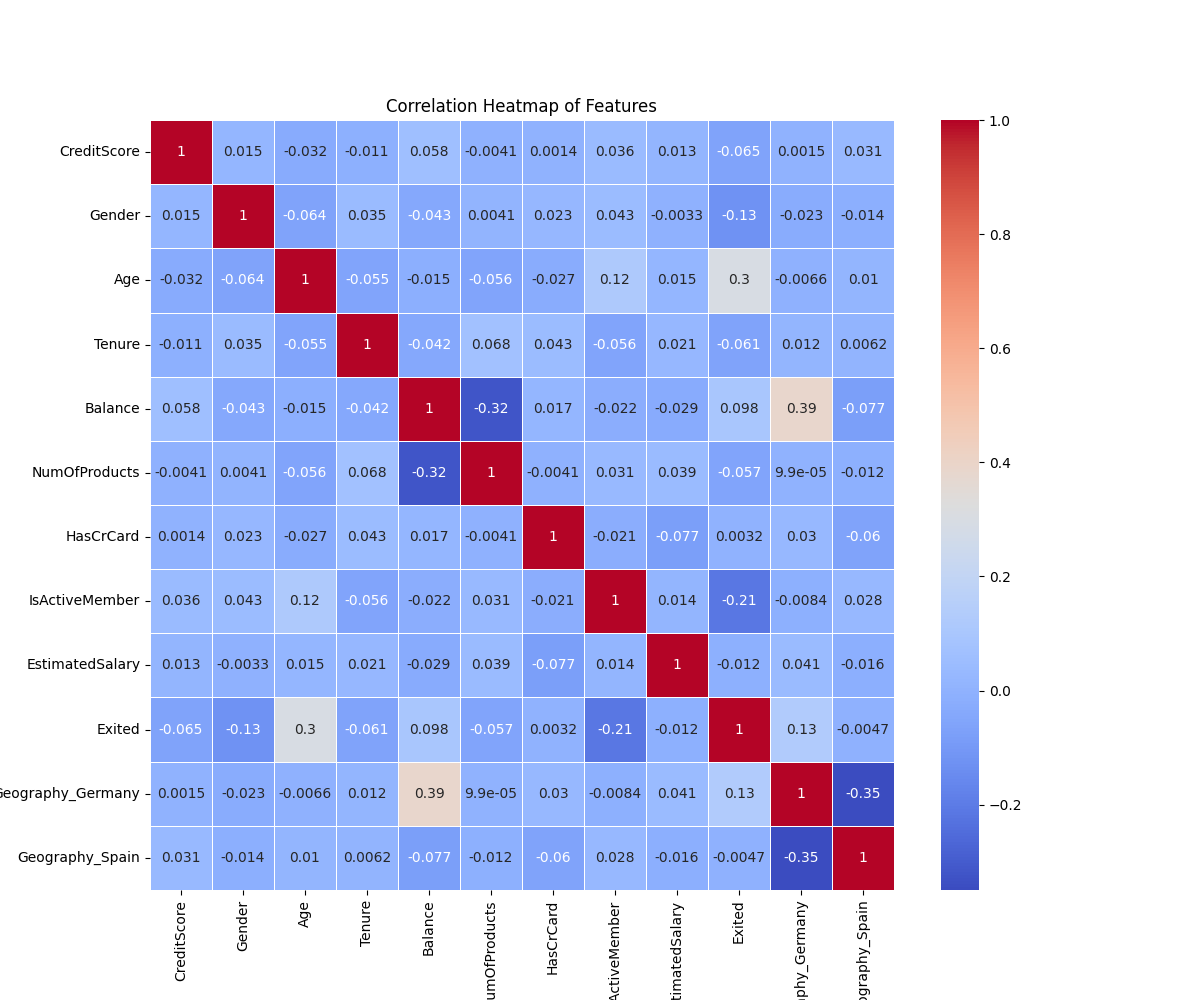 Correlation Heatmap of Features
CreditScore 1 0.015 -0.032 -0.011 0.058 -0.0041 0.0014 0.036 0.013 -0.065 0.0015 0.031
Gender 0.015 1 -0.064 0.035 -0.043 0.0041 0.023 0.043 -0.0033 -0.13 -0.023 -0.014
Age -0.032 -0.064 1 -0.055 -0.015 -0.056 -0.027 0.12 0.015 0.3 -0.0066 0.01
Tenure -0.011 0.035 -0.055 1 -0.042 0.068 0.043 -0.056 0.021 -0.061 0.012 0.0062
Balance 0.058 -0.043 -0.015 -0.042 1 -0.32 0.017 -0.022 -0.029 0.098 0.39 -0.077
NumOfProducts -0.0041 0.0041 -0.056 0.068 -0.32 1 -0.0041 0.031 0.039 -0.057 9.9e-05 -0.012
HasCrCard 0.0014 0.023 -0.027 0.043 0.017 -0.0041 1 -0.021 -0.077 0.0032 0.03 -0.06
IsActiveMember 0.036 0.043 0.12 -0.056 -0.022 0.031 -0.021 1 0.014 -0.21 -0.0084 0.028
EstimatedSalary 0.013 -0.0033 0.015 0.021 -0.029 0.039 -0.077 0.014 1 -0.012 0.041 -0.016
Exited -0.065 -0.13 0.3 -0.061 0.098 -0.057 0.0032 -0.21 -0.012 1 0.13 -0.0047
Geography_Germany 0.0015 -0.023 -0.0066 0.012 0.39 9.9e-05 0.03 -0.0084 0.041 0.13 1 -0.35
Geography_Spain 0.031 -0.014 0.01 0.0062 -0.077 -0.012 -0.06 0.028 -0.016 -0.0047 -0.35 1
CreditScore
Gender
Age
Tenure
Balance
umOfProducts
HasCrCard
ActiveMember
timatedSalary
Exited
phy_Germany
ography_Spain
1.0
0.8
0.6
0.4
0.2
0.0
−0.2